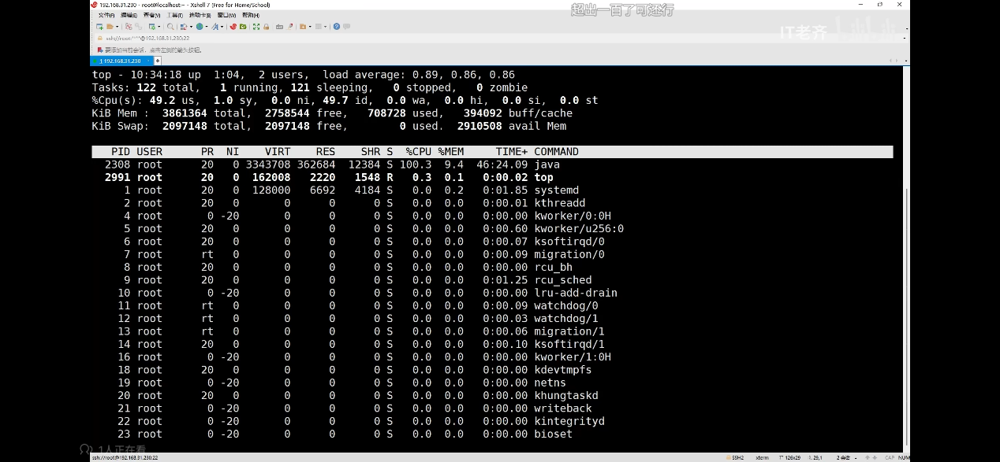 192.168.31.230 - root@localhost:~ - Xshell 7 (Free for Home/School)
超出一百了可还行
文件(F) 编辑(E) 查看(V) 工具(T) 选项卡(B) 窗口(W) 帮助(H)
IT老齐
ssh://root:****@192.168.31.230:22
要添加当前会话，点击左侧的箭头按钮。
1 192.168.31.230
top - 10:34:18 up  1:04,  2 users,  load average: 0.89, 0.86, 0.86
Tasks: 122 total,   1 running, 121 sleeping,   0 stopped,   0 zombie
%Cpu(s): 49.2 us,  1.0 sy,  0.0 ni, 49.7 id,  0.0 wa,  0.0 hi,  0.0 si,  0.0 st
KiB Mem :  3861364 total,  2758544 free,   708728 used,   394092 buff/cache
KiB Swap:  2097148 total,  2097148 free,        0 used.  2910508 avail Mem
PID USER PR NI VIRT RES SHR S %CPU %MEM TIME+ COMMAND
2308 root 20 0 3343708 362684 12384 S 100.3 9.4 46:24.09 java
2991 root 20 0 162008 2220 1548 R 0.3 0.1 0:00.02 top
1 root 20 0 128000 6692 4184 S 0.0 0.2 0:01.85 systemd
2 root 20 0 0 0 0 S 0.0 0.0 0:00.01 kthreadd
4 root 0 -20 0 0 0 S 0.0 0.0 0:00.00 kworker/0:0H
5 root 20 0 0 0 0 S 0.0 0.0 0:00.60 kworker/u256:0
6 root 20 0 0 0 0 S 0.0 0.0 0:00.07 ksoftirqd/0
7 root rt 0 0 0 0 S 0.0 0.0 0:00.09 migration/0
8 root 20 0 0 0 0 S 0.0 0.0 0:00.00 rcu_bh
9 root 20 0 0 0 0 S 0.0 0.0 0:01.25 rcu_sched
10 root 0 -20 0 0 0 S 0.0 0.0 0:00.00 lru-add-drain
11 root rt 0 0 0 0 S 0.0 0.0 0:00.09 watchdog/0
12 root rt 0 0 0 0 S 0.0 0.0 0:00.03 watchdog/1
13 root rt 0 0 0 0 S 0.0 0.0 0:00.06 migration/1
14 root 20 0 0 0 0 S 0.0 0.0 0:00.10 ksoftirqd/1
16 root 0 -20 0 0 0 S 0.0 0.0 0:00.00 kworker/1:0H
18 root 20 0 0 0 0 S 0.0 0.0 0:00.00 kdevtmpfs
19 root 0 -20 0 0 0 S 0.0 0.0 0:00.00 netns
20 root 20 0 0 0 0 S 0.0 0.0 0:00.00 khungtaskd
21 root 0 -20 0 0 0 S 0.0 0.0 0:00.00 writeback
22 root 0 -20 0 0 0 S 0.0 0.0 0:00.00 kintegrityd
23 root 0 -20 0 0 0 S 0.0 0.0 0:00.00 bioset
1人正在看
ssh://root@192.168.31.230:22 SSH2 xterm 126x29 29,1 2 会话 CAP NUM